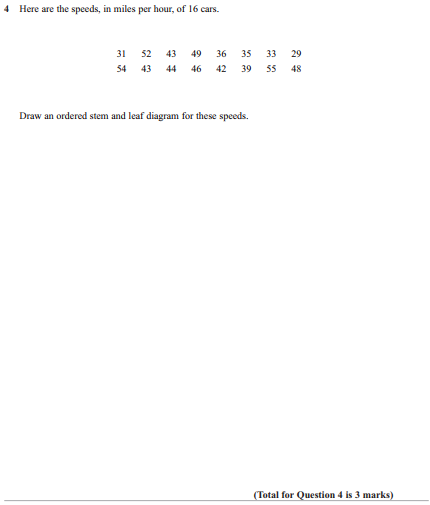 4 Here are the speeds, in miles per hour, of 16 cars.
31 52 43 49 36 35 33 29
54 43 44 46 42 39 55 48
Draw an ordered stem and leaf diagram for these speeds.
(Total for Question 4 is 3 marks)